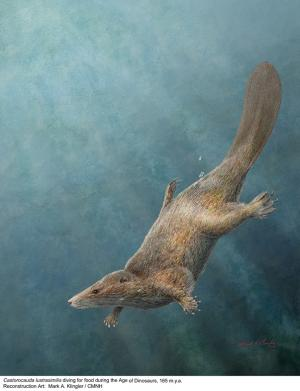 Castorocauda lutrasimilis diving for food during the Age of Dinosaurs, 165 m.y.a.
Reconstruction Art: Mark A. Klingler / CMNH